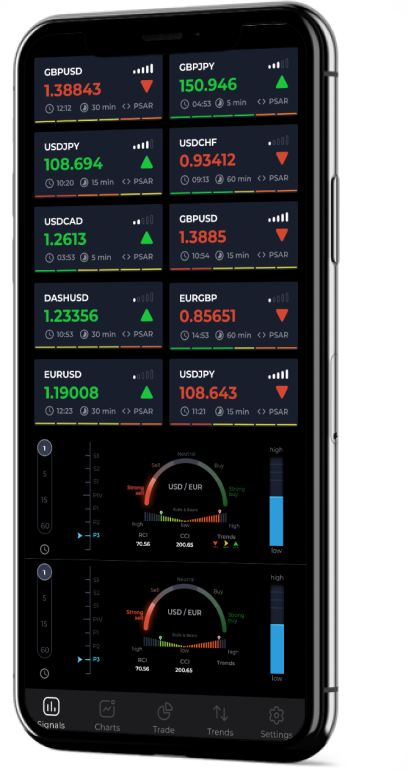 GBPUSD
1.38843
12:12 30 min <> PSAR
GBPJPY
150.946
04:53 5 min <> PSAR
USDJPY
108.694
10:20 15 min <> PSAR
USDCHF
0.93412
09:13 60 min <> PSAR
USDCAD
1.2613
03:53 5 min <> PSAR
GBPUSD
1.3885
10:54 15 min <> PSAR
DASHUSD
1.23356
10:53 30 min <> PSAR
EURGBP
0.85651
14:53 60 min <> PSAR
EURUSD
1.19008
12:23 30 min <> PSAR
USDJPY
108.643
11:21 15 min <> PSAR
1
5
15
60
S3
S2
S1
P1
P2
P3
Neutral
Sell
Buy
Strong sell
Strong buy
USD / EUR
Bulls & Bears
high
low
high
RCI
CCI
Trends
70.56
200.65
high
low
1
5
15
60
S3
S2
S1
P1
P2
P3
Neutral
Sell
Buy
Strong sell
Strong buy
USD / EUR
Bulls & Bears
high
low
high
RCI
CCI
Trends
70.56
200.65
high
low
Signals
Charts
Trade
Trends
Settings